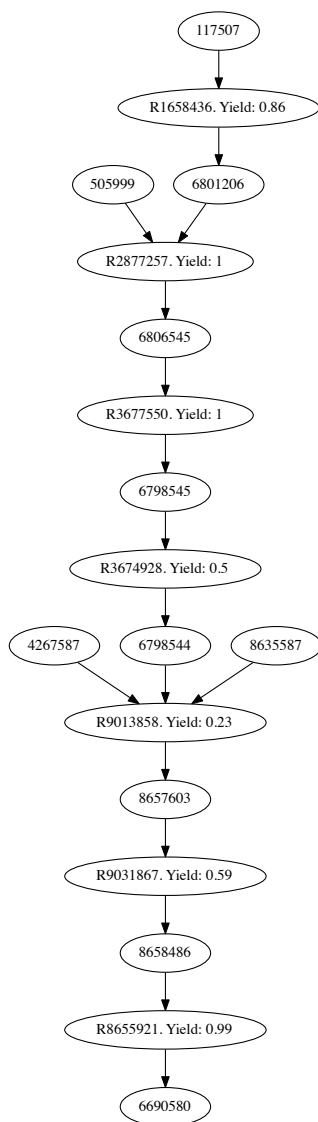 117507
R1658436. Yield: 0.86
505999
6801206
R2877257. Yield: 1
6806545
R3677550. Yield: 1
6798545
R3674928. Yield: 0.5
4267587
6798544
8635587
R9013858. Yield: 0.23
8657603
R9031867. Yield: 0.59
8658486
R8655921. Yield: 0.99
6690580